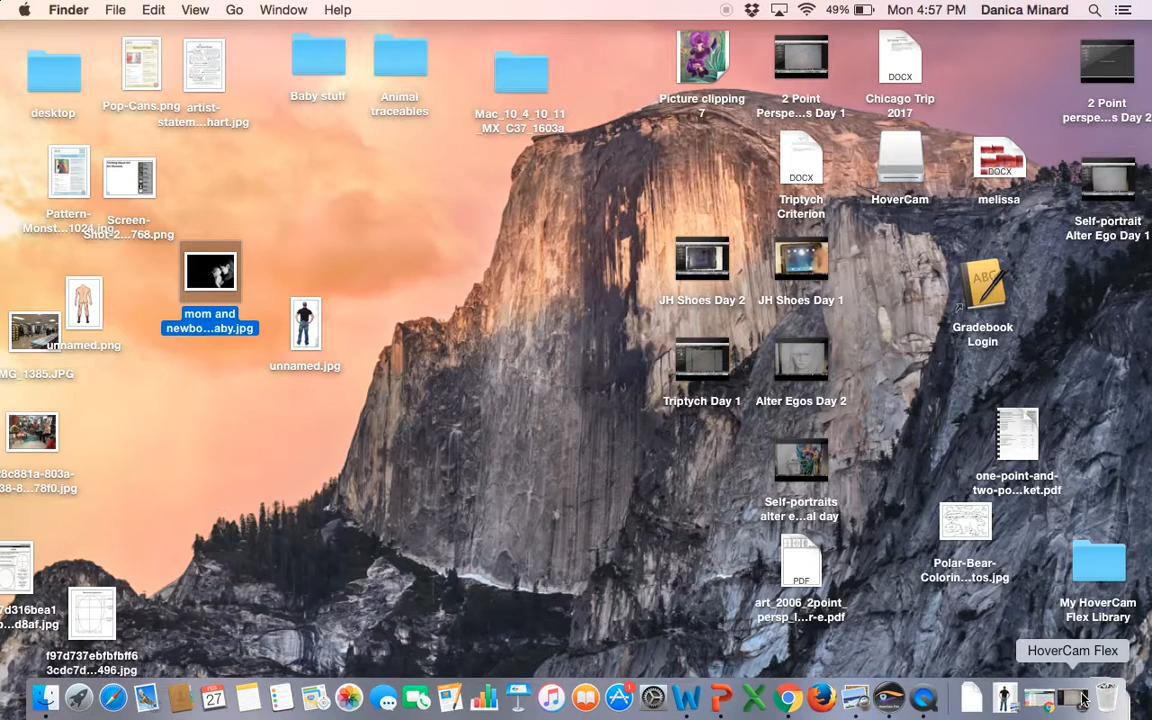 Finder File Edit View Go Window Help 49% Mon 4:57 PM Danica Minard
desktop
Pop-Cans.png
artist-
statem...hart.jpg
Baby stuff
Animal
traceables
Mac_10_4_10_11
_MX_C37_1603a
Picture clipping
7
2 Point
Perspe...s Day 1
DOCX
Chicago Trip
2017
2 Point
perspe...s Day 2
Pattern-
Monst...1024.jpg
Screen-
Shot-2...768.png
DOCX
Triptych
Criterion
HoverCam
DOCX
melissa
Self-portrait
Alter Ego Day 1
mom and
newbo...aby.jpg
JH Shoes Day 2
JH Shoes Day 1
ABC
Gradebook
Login
unnamed.png
MG_1385.JPG
unnamed.jpg
Triptych Day 1
Alter Egos Day 2
28c881a-803a-
38-8...78f0.jpg
one-point-and-
two-po...ket.pdf
Self-portraits
alter e...al day
Polar-Bear-
Colorin...tos.jpg
PDF
art_2006_2point_
persp_l...r-e.pdf
7d316bea1
...d8af.jpg
My HoverCam
Flex Library
f97d737ebfbfbff6
3cdc7d...496.jpg
HoverCam Flex
FEB
27